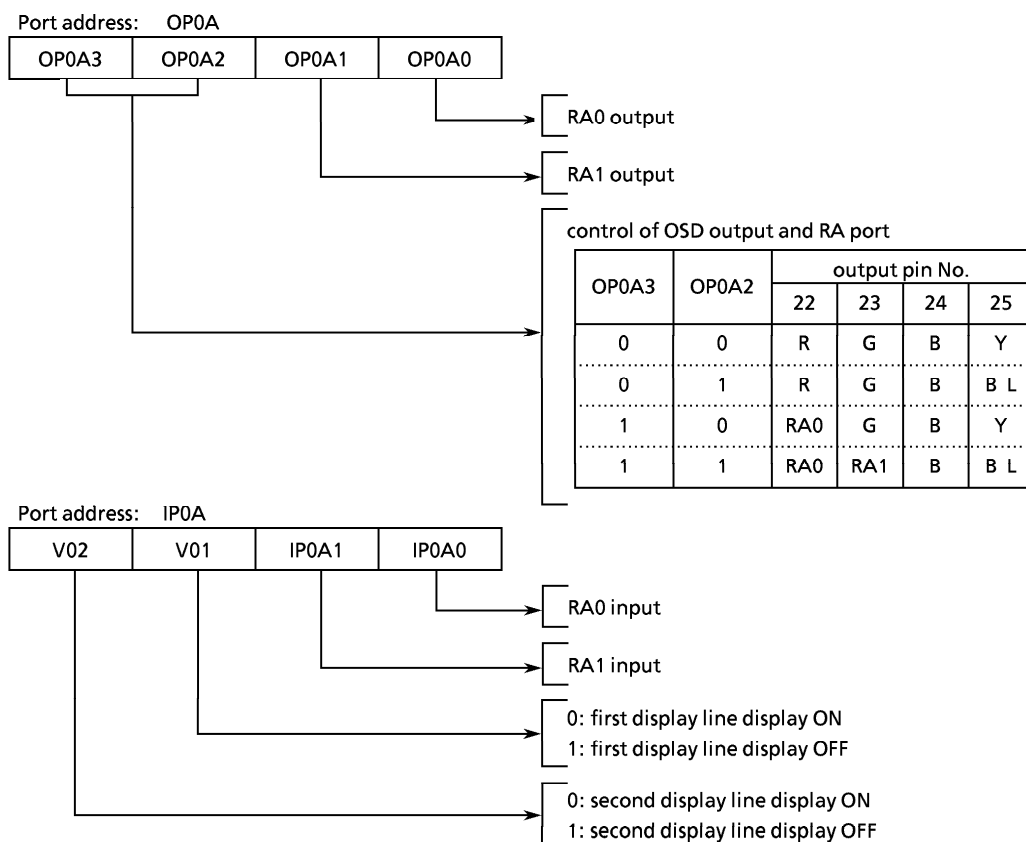 Port address: OP0A
OP0A3 OP0A2 OP0A1 OP0A0
RA0 output
RA1 output
control of OSD output and RA port
OP0A3 OP0A2 output pin No.
22 23 24 25
0 0 R G B Y
0 1 R G B B L
1 0 RA0 G B Y
1 1 RA0 RA1 B B L
Port address: IP0A
V02 V01 IP0A1 IP0A0
RA0 input
RA1 input
0: first display line display ON
1: first display line display OFF
0: second display line display ON
1: second display line display OFF